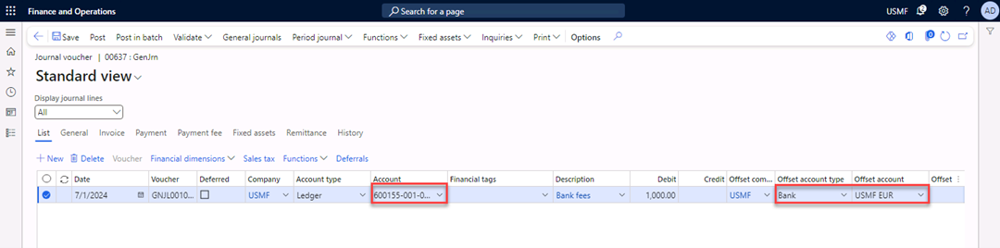 Finance and Operations Search for a page USMF 2 ? AD
Save Post Post in batch Validate General journals Period journal Functions Fixed assets Inquiries Print Options 0
Journal voucher | 00637 : GenJrn
Standard view
Display journal lines
All
List General Invoice Payment Payment fee Fixed assets Remittance History
New Delete Voucher Financial dimensions Sales tax Functions Deferrals
Date Voucher Deferred Company Account type Account Financial tags Description Debit Credit Offset com... Offset account type Offset account Offset
7/1/2024 GNJL0010... USMF Ledger 600155-001-0... Bank fees 1,000.00 USMF Bank USMF EUR